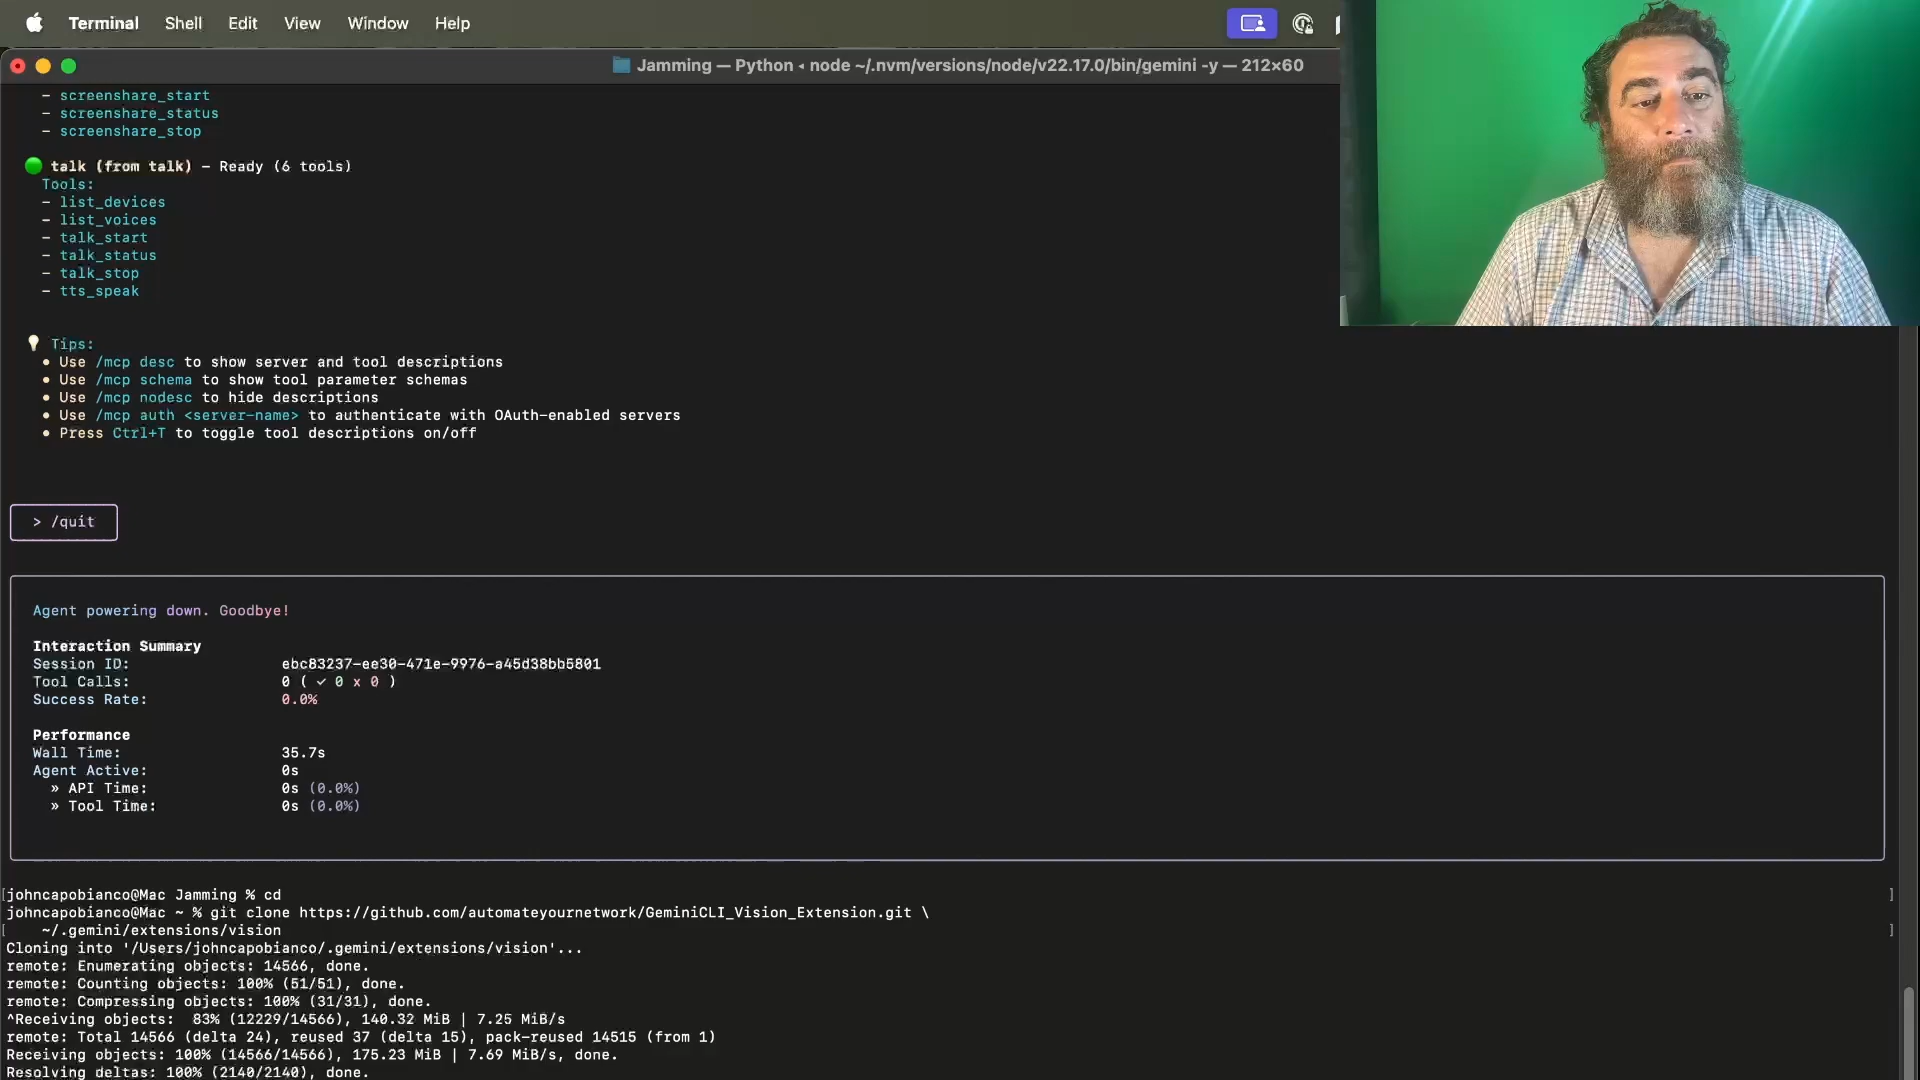 Terminal Shell Edit View Window Help
Jamming — Python ◂ node ~/.nvm/versions/node/v22.17.0/bin/gemini -y — 212×60
- screenshare_start
- screenshare_status
- screenshare_stop
talk (from talk) - Ready (6 tools)
Tools:
- list_devices
- list_voices
- talk_start
- talk_status
- talk_stop
- tts_speak
Tips:
• Use /mcp desc to show server and tool descriptions
• Use /mcp schema to show tool parameter schemas
• Use /mcp nodesc to hide descriptions
• Use /mcp auth <server-name> to authenticate with OAuth-enabled servers
• Press Ctrl+T to toggle tool descriptions on/off
> /quit
Agent powering down. Goodbye!
Interaction Summary
Session ID: ebc83237-ee30-471e-9976-a45d38bb5801
Tool Calls: 0 ( ✓ 0 x 0 )
Success Rate: 0.0%
Performance
Wall Time: 35.7s
Agent Active: 0s
» API Time: 0s (0.0%)
» Tool Time: 0s (0.0%)
[johncapobianco@Mac Jamming % cd ]
johncapobianco@Mac ~ % git clone https://github.com/automateyournetwork/GeminiCLI_Vision_Extension.git \
[ ~/.gemini/extensions/vision ]
Cloning into '/Users/johncapobianco/.gemini/extensions/vision'...
remote: Enumerating objects: 14566, done.
remote: Counting objects: 100% (51/51), done.
remote: Compressing objects: 100% (31/31), done.
^Receiving objects: 83% (12229/14566), 140.32 MiB | 7.25 MiB/s
remote: Total 14566 (delta 24), reused 37 (delta 15), pack-reused 14515 (from 1)
Receiving objects: 100% (14566/14566), 175.23 MiB | 7.69 MiB/s, done.
Resolving deltas: 100% (2140/2140), done.